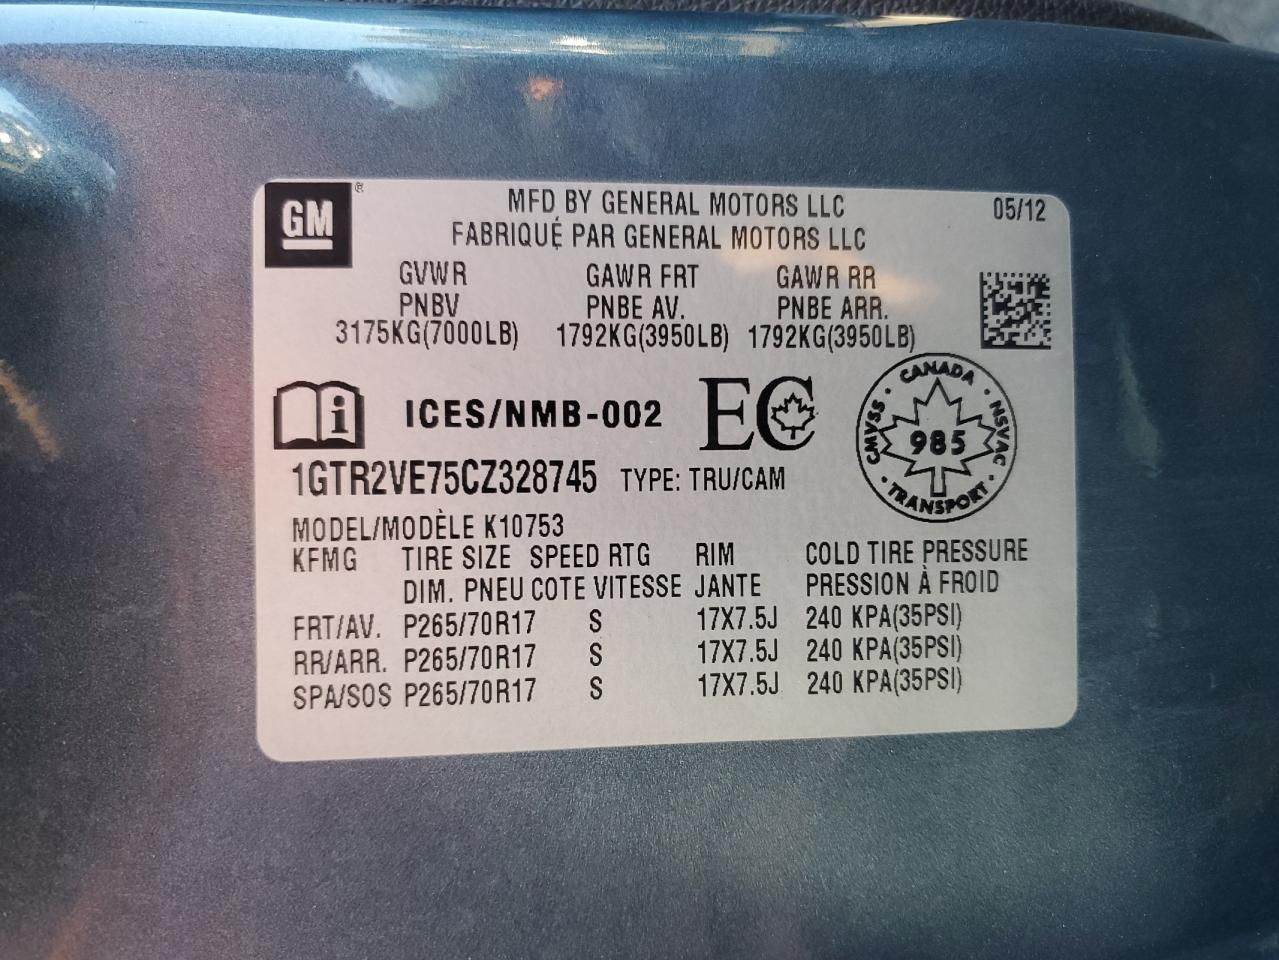 GM®
MFD BY GENERAL MOTORS LLC 05/12
FABRIQUÉ PAR GENERAL MOTORS LLC
GVWR GAWR FRT GAWR RR
PNBV PNBE AV. PNBE ARR.
3175KG(7000LB) 1792KG(3950LB) 1792KG(3950LB)
ICES/NMB-002 EC
CANADA
CMVSS 985 NSVAC
TRANSPORT
1GTR2VE75CZ328745 TYPE: TRU/CAM
MODEL/MODÈLE K10753
KFMG TIRE SIZE SPEED RTG RIM COLD TIRE PRESSURE
DIM. PNEU COTE VITESSE JANTE PRESSION À FROID
FRT/AV. P265/70R17 S 17X7.5J 240 KPA(35PSI)
RR/ARR. P265/70R17 S 17X7.5J 240 KPA(35PSI)
SPA/SOS P265/70R17 S 17X7.5J 240 KPA(35PSI)